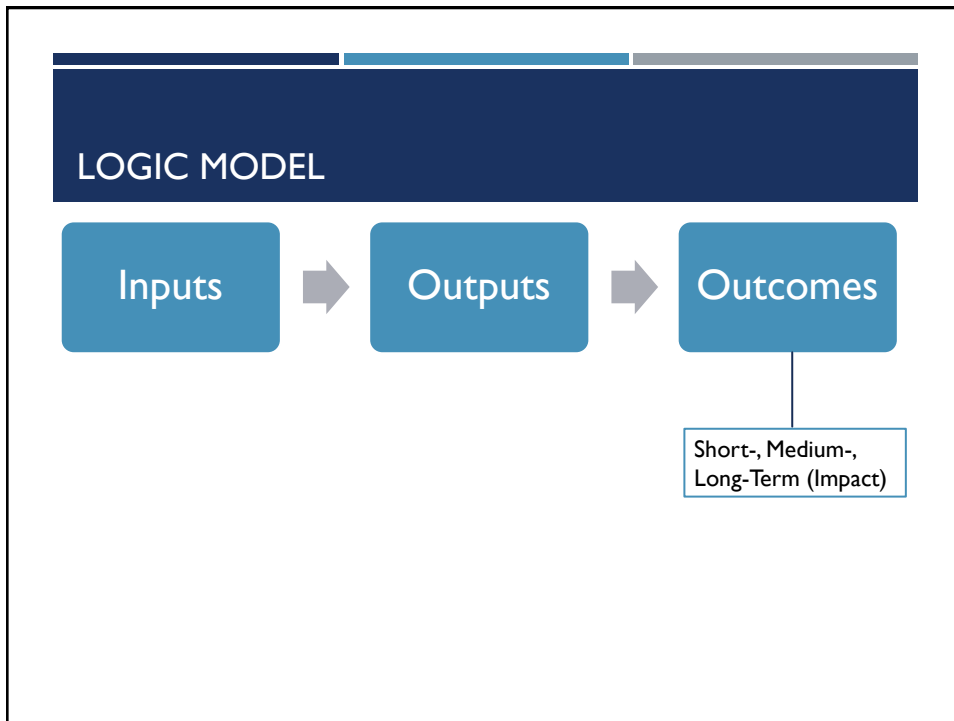 LOGIC MODEL
Inputs
Outputs
Outcomes
Short-, Medium-,
Long-Term (Impact)